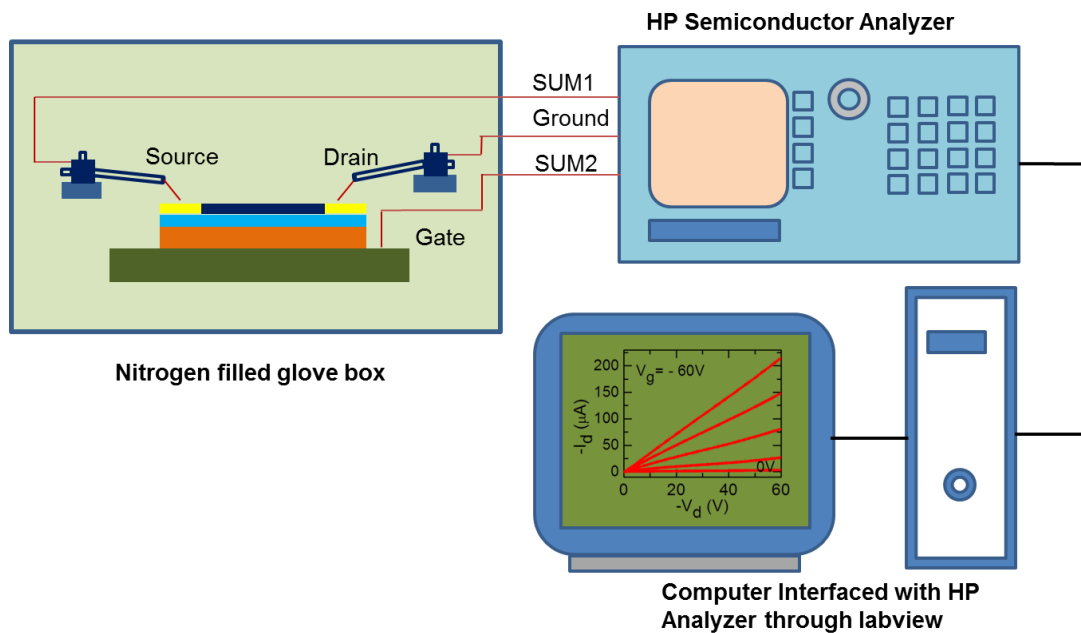 HP Semiconductor Analyzer
SUM1
Ground
SUM2
Source
Drain
Gate
Nitrogen filled glove box
200
150
100
50
0
-I_d (μA)
V_g= - 60V
0V
0 20 40 60
-V_d (V)
Computer Interfaced with HP
Analyzer through labview